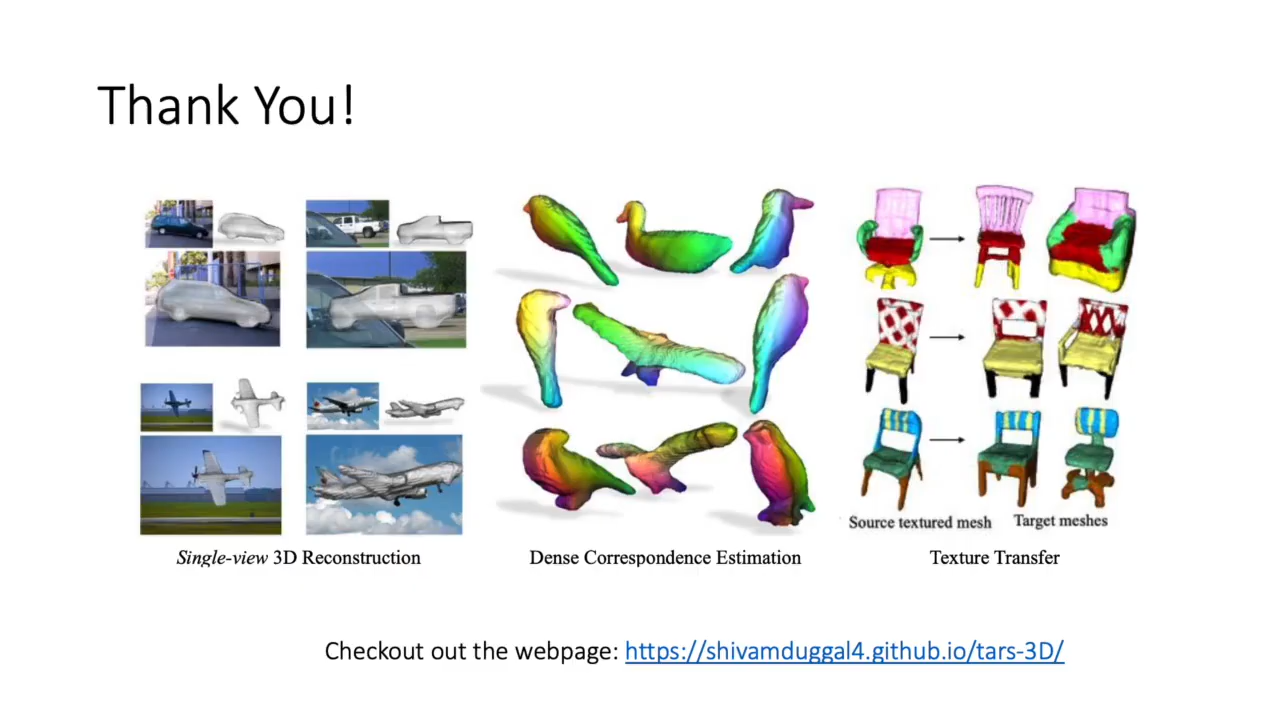 Thank You!
Source textured mesh
Target meshes
Single-view 3D Reconstruction
Dense Correspondence Estimation
Texture Transfer
Checkout out the webpage: https://shivamduggal4.github.io/tars-3D/